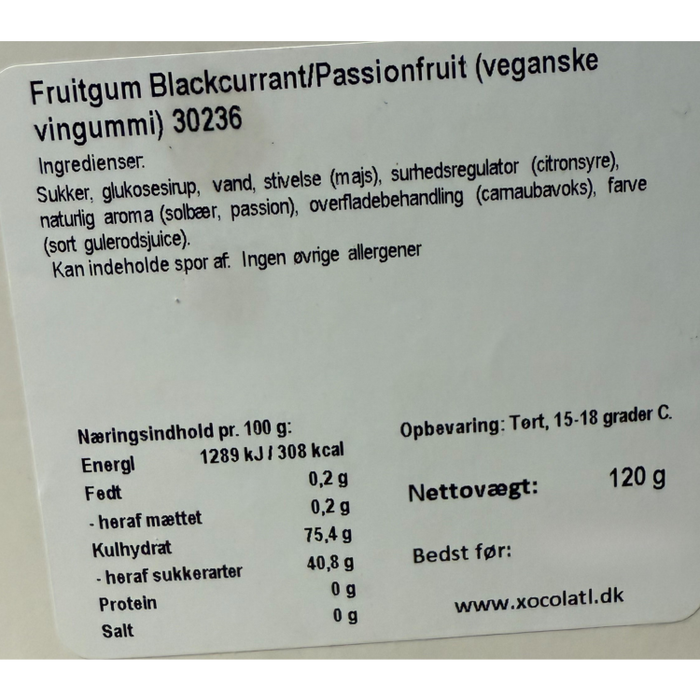 Fruitgum Blackcurrant/Passionfruit (veganske
vingummi) 30236
Ingredienser:
Sukker, glukosesirup, vand, stivelse (majs), surhedsregulator (citronsyre),
naturlig aroma (solbær, passion), overfladebehandling (carnaubavoks), farve
(sort gulerodsjuice).
Kan indeholde spor af: Ingen øvrige allergener
Næringsindhold pr. 100 g:
Energi 1289 kJ / 308 kcal
Fedt 0,2 g
- heraf mættet 0,2 g
Kulhydrat 75,4 g
- heraf sukkerarter 40,8 g
Protein 0 g
Salt 0 g
Opbevaring: Tørt, 15-18 grader C.
Nettovægt: 120 g
Bedst før:
www.xocolatl.dk